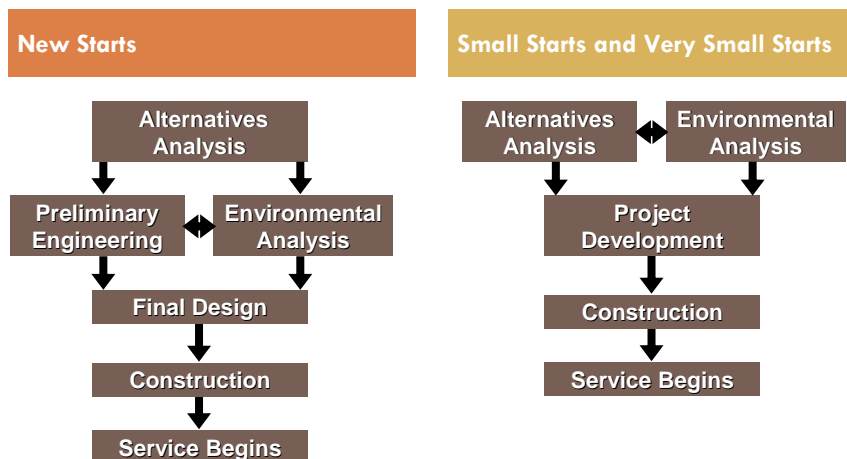 New Starts
Alternatives
Analysis
Preliminary
Engineering
Environmental
Analysis
Final Design
Construction
Service Begins
Small Starts and Very Small Starts
Alternatives
Analysis
Environmental
Analysis
Project
Development
Construction
Service Begins